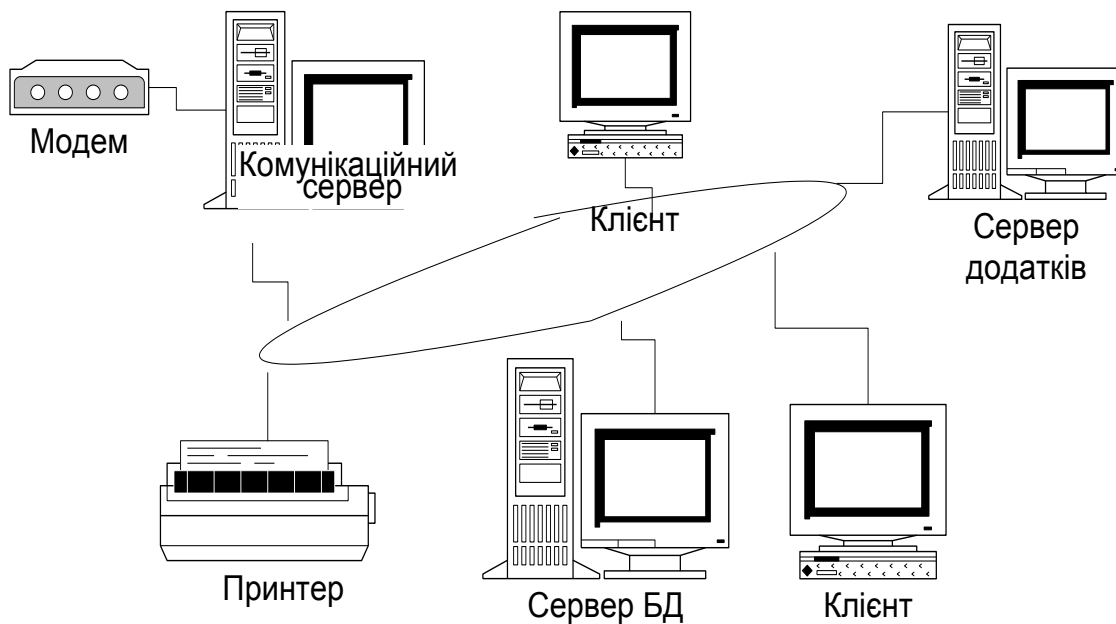 Модем
Комунікаційний
сервер
Клієнт
Сервер
додатків
Принтер
Сервер БД
Клієнт